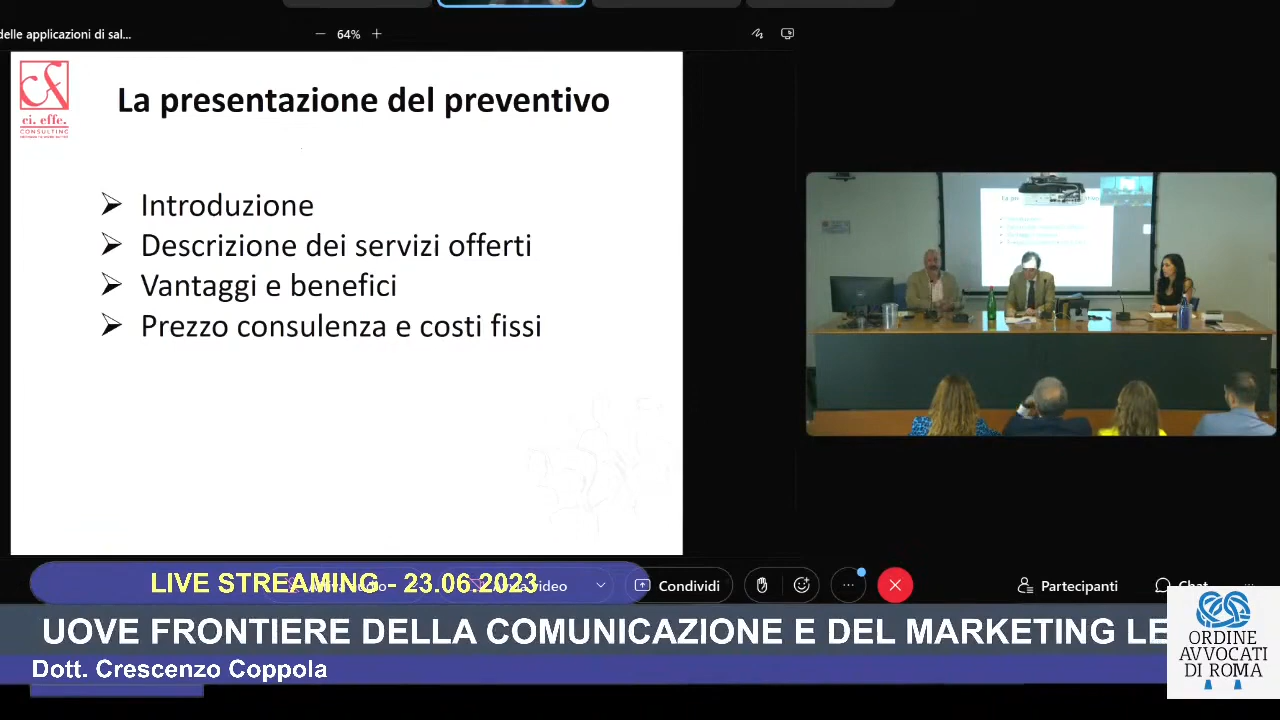 delle applicazioni di sal...
64%
La presentazione del preventivo
ci. effe.
CONSULTING
Introduzione
Descrizione dei servizi offerti
Vantaggi e benefici
Prezzo consulenza e costi fissi
LIVE STREAMING - 23.06.2023
video
Condividi
Partecipanti
Chat
UOVE FRONTIERE DELLA COMUNICAZIONE E DEL MARKETING LE
Dott. Crescenzo Coppola
ORDINE
AVVOCATI
DI ROMA